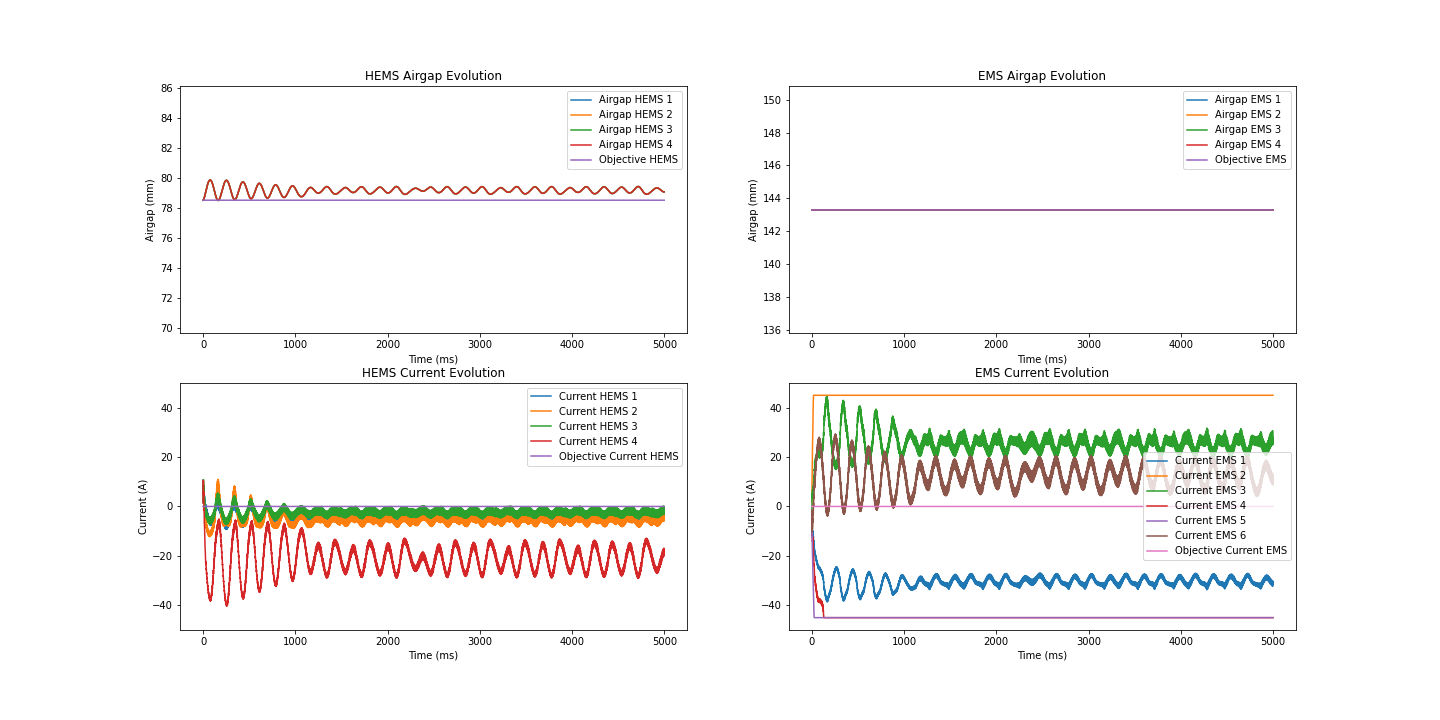 HEMS Airgap Evolution
86
84
82
80
78
76
74
72
70
Airgap (mm)
0 1000 2000 3000 4000 5000
Time (ms)
Airgap HEMS 1
Airgap HEMS 2
Airgap HEMS 3
Airgap HEMS 4
Objective HEMS
EMS Airgap Evolution
150
148
146
144
142
140
138
136
Airgap (mm)
0 1000 2000 3000 4000 5000
Time (ms)
Airgap EMS 1
Airgap EMS 2
Airgap EMS 3
Airgap EMS 4
Objective EMS
HEMS Current Evolution
40
20
0
−20
−40
Current (A)
0 1000 2000 3000 4000 5000
Time (ms)
Current HEMS 1
Current HEMS 2
Current HEMS 3
Current HEMS 4
Objective Current HEMS
EMS Current Evolution
40
20
0
−20
−40
Current (A)
0 1000 2000 3000 4000 5000
Time (ms)
Current EMS 1
Current EMS 2
Current EMS 3
Current EMS 4
Current EMS 5
Current EMS 6
Objective Current EMS